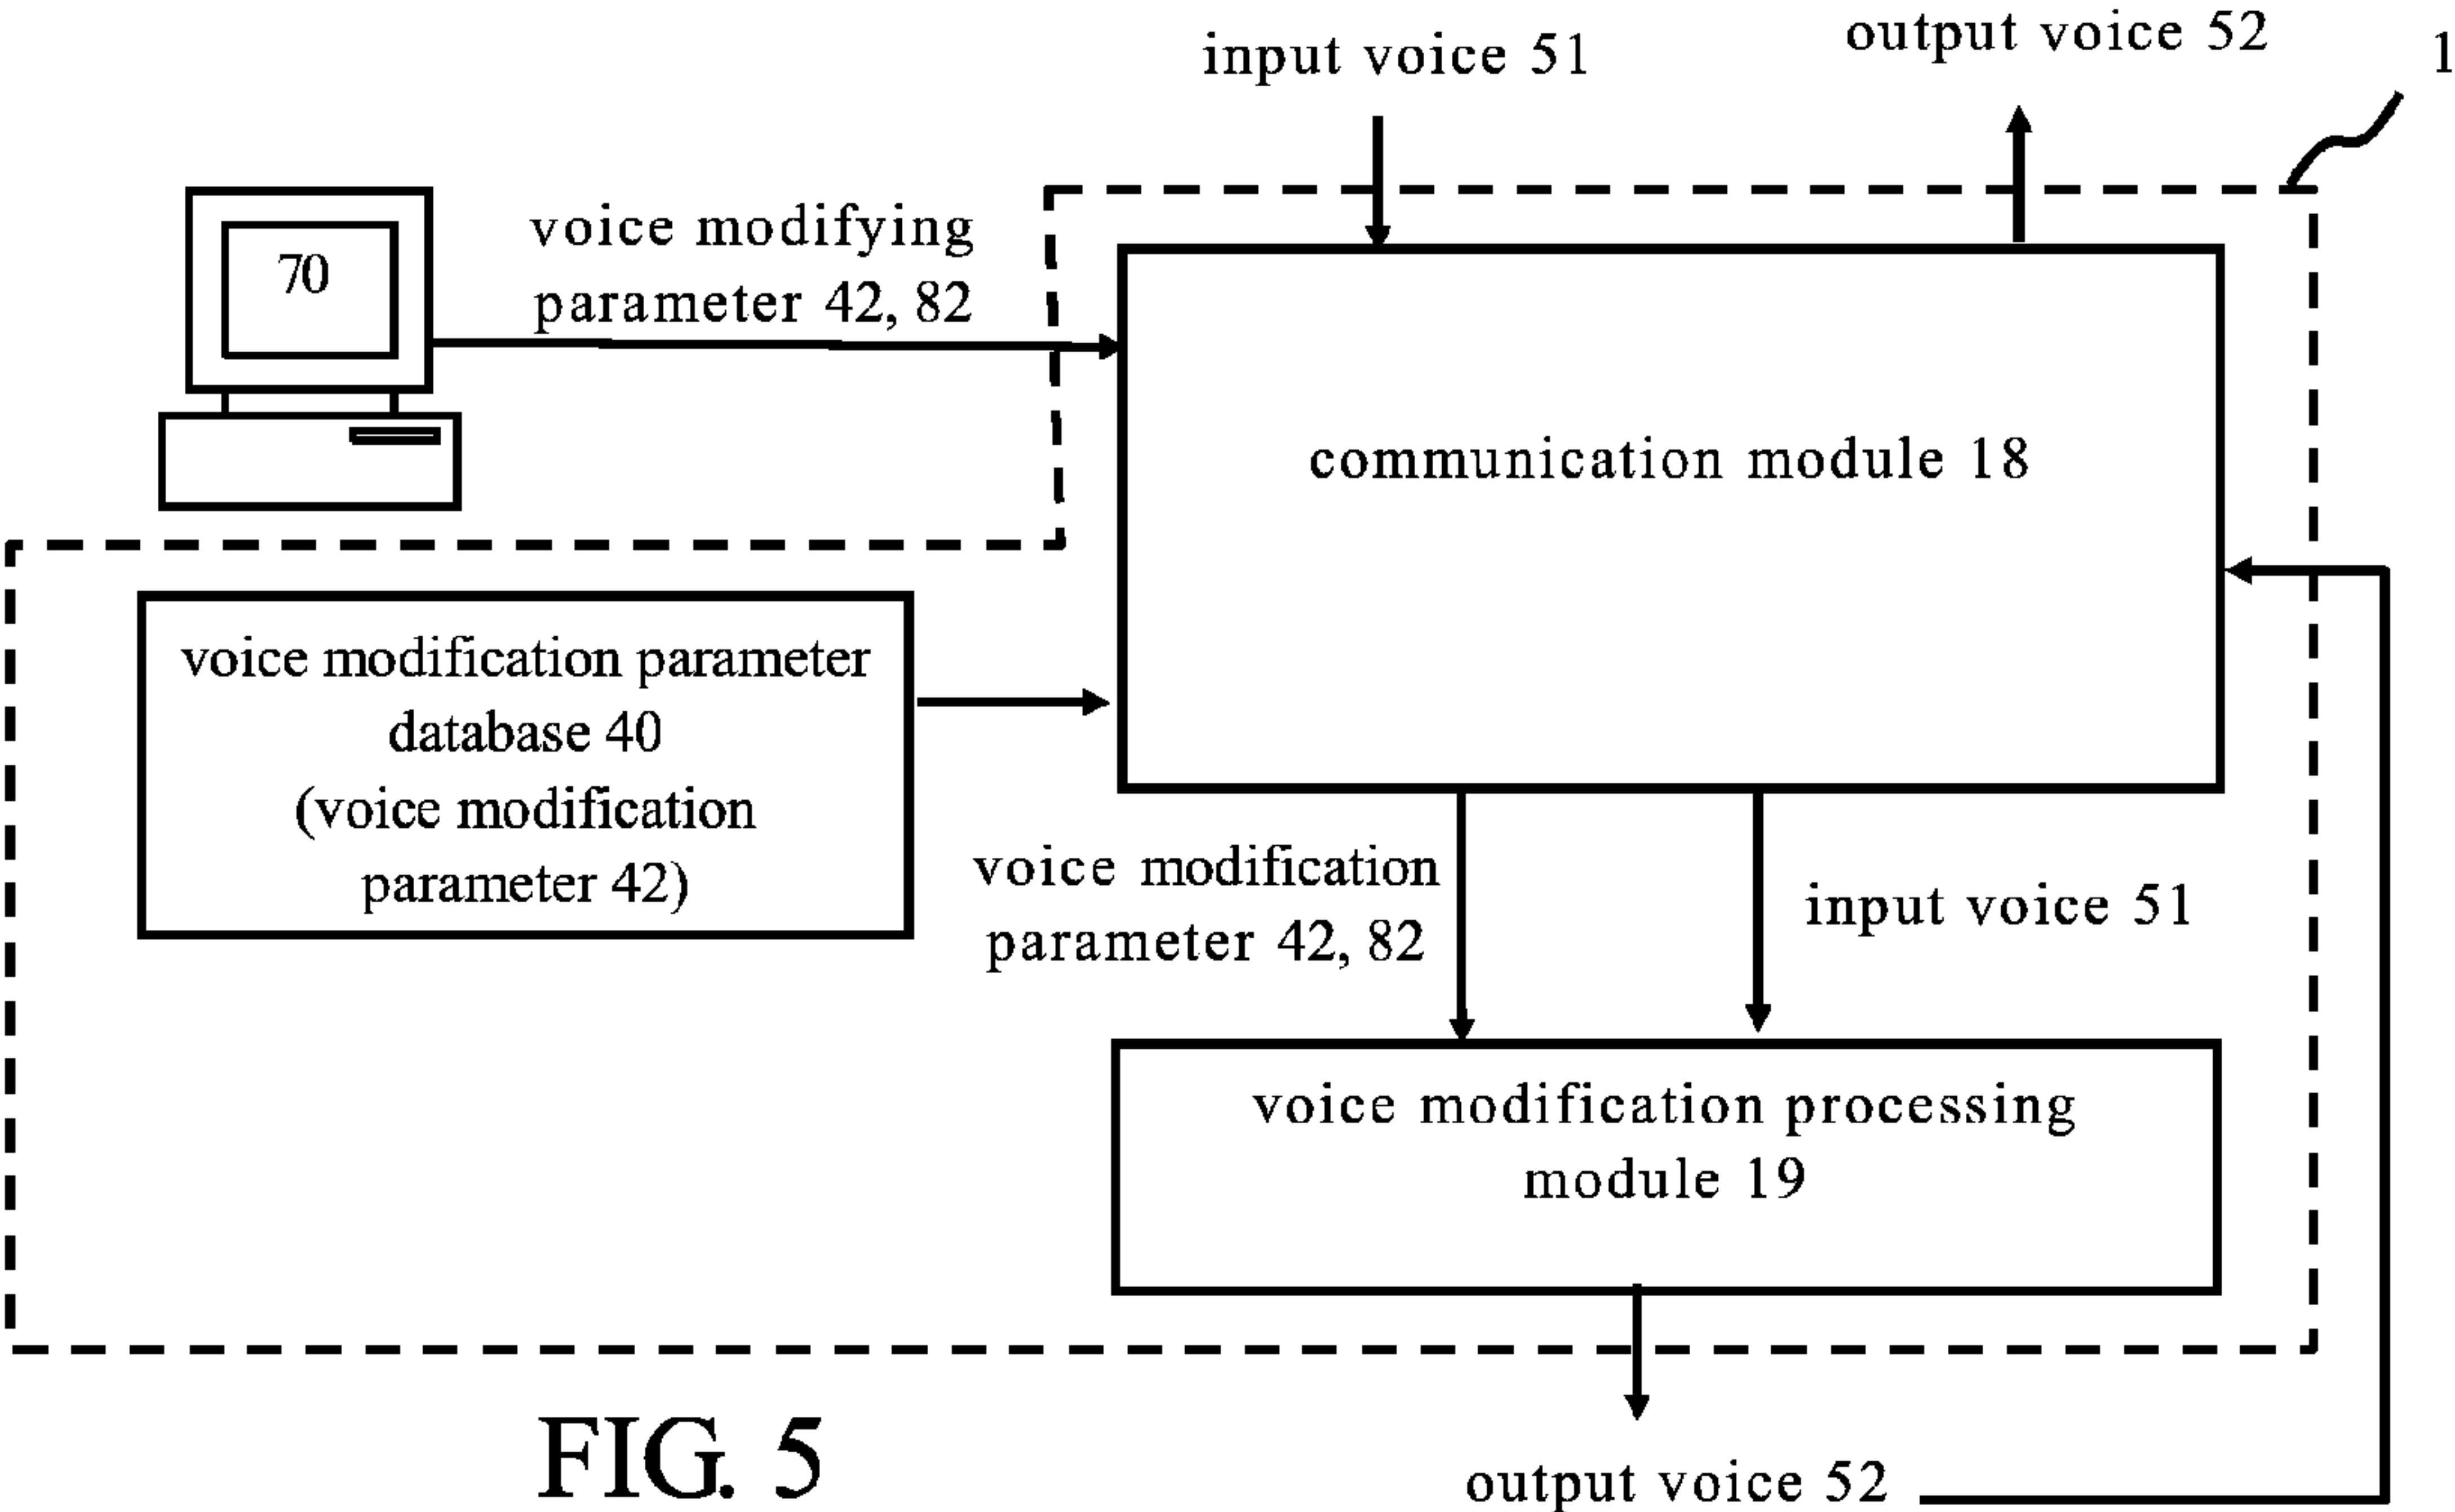 input voice 51
output voice 52
1
70
voice modifying
parameter 42, 82
communication module 18
voice modification parameter
database 40
(voice modification
parameter 42)
voice modification
parameter 42, 82
input voice 51
voice modification processing
module 19
FIG. 5
output voice 52